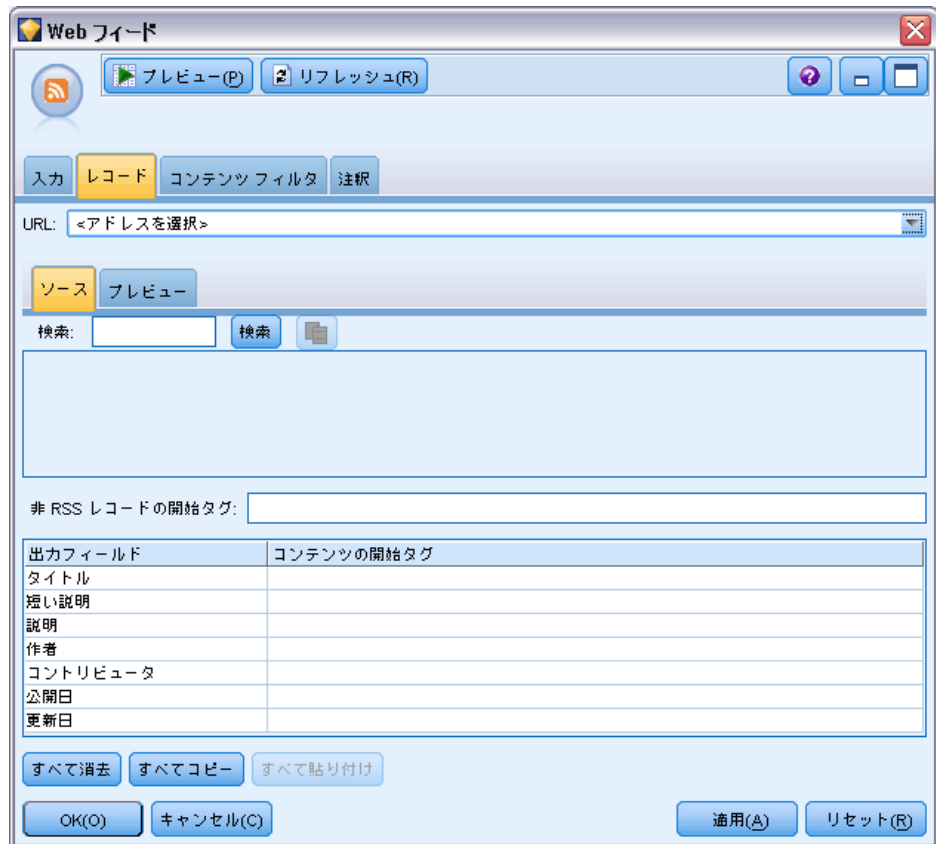 Web フィード
プレビュー(P) リフレッシュ(R)
入力 レコード コンテンツ フィルタ 注釈
URL: <アドレスを選択>
ソース プレビュー
検索: 検索
非 RSS レコードの開始タグ:
出力フィールド コンテンツの開始タグ
タイトル
短い説明
説明
作者
コントリビュータ
公開日
更新日
すべて消去 すべてコピー すべて貼り付け
OK(O) キャンセル(C) 適用(A) リセット(R)